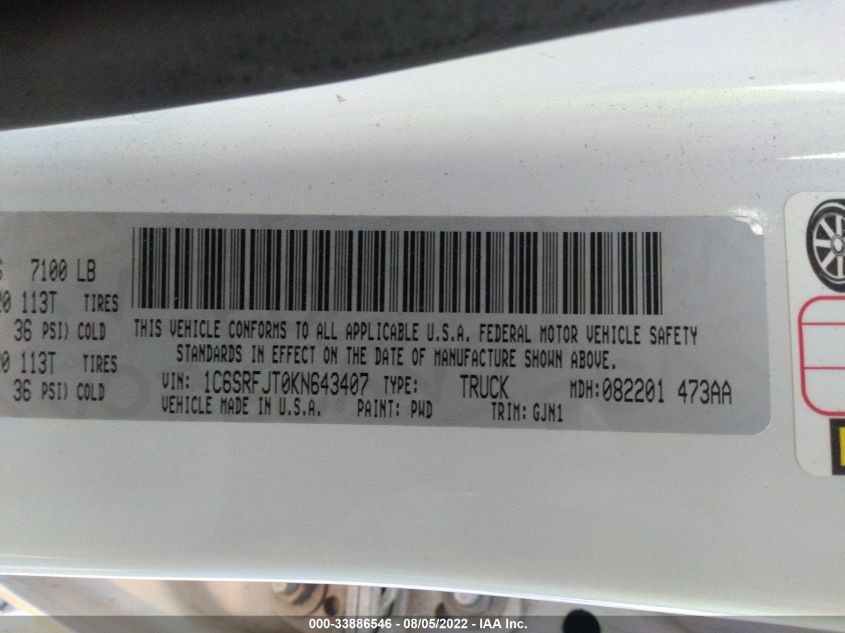 7100 LB
113T TIRES
36 PSI) COLD
113T TIRES
36 PSI) COLD
THIS VEHICLE CONFORMS TO ALL APPLICABLE U.S.A. FEDERAL MOTOR VEHICLE SAFETY
STANDARDS IN EFFECT ON THE DATE OF MANUFACTURE SHOWN ABOVE.
VIN: 1C6SRFJT0KN643407 TYPE: TRUCK MDH:082201 473AA
VEHICLE MADE IN U.S.A. PAINT: PWD TRIM: GJN1
000-33886546 - 08/05/2022 - IAA Inc.